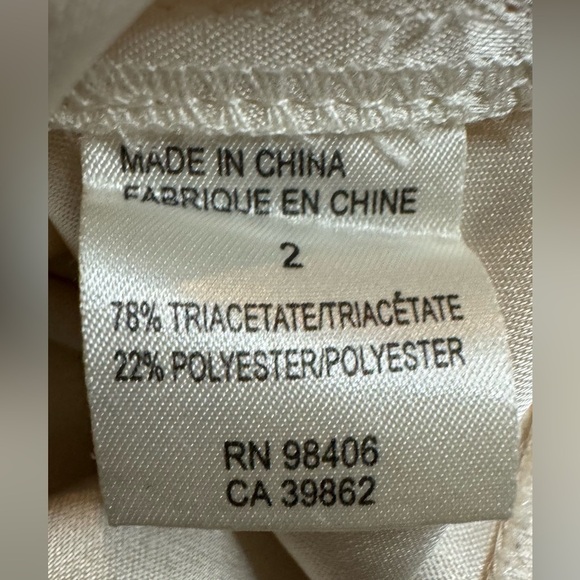 MADE IN CHINA
FABRIQUE EN CHINE
2
78% TRIACETATE/TRIACÉTATE
22% POLYESTER/POLYESTER
RN 98406
CA 39862